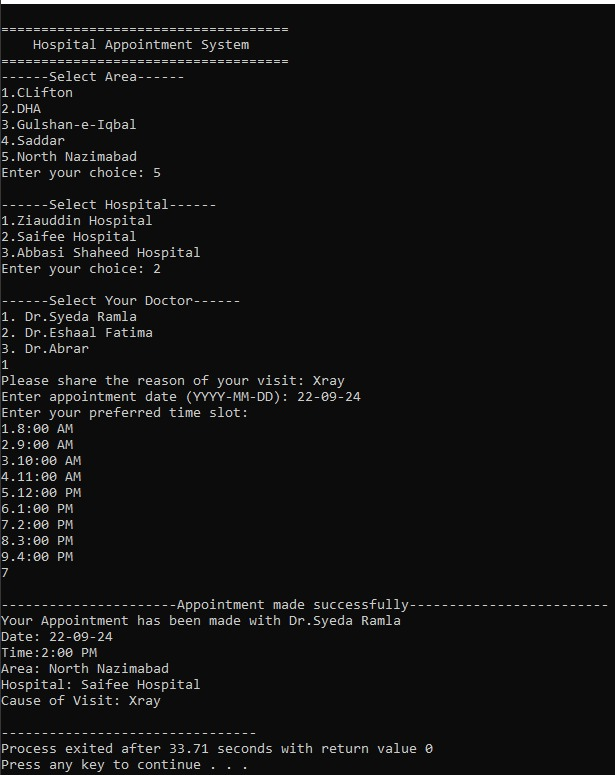 ====================================
    Hospital Appointment System
====================================
------Select Area------
1.CLifton
2.DHA
3.Gulshan-e-Iqbal
4.Saddar
5.North Nazimabad
Enter your choice: 5

------Select Hospital------
1.Ziauddin Hospital
2.Saifee Hospital
3.Abbasi Shaheed Hospital
Enter your choice: 2

------Select Your Doctor------
1. Dr.Syeda Ramla
2. Dr.Eshaal Fatima
3. Dr.Abrar
1
Please share the reason of your visit: Xray
Enter appointment date (YYYY-MM-DD): 22-09-24
Enter your preferred time slot:
1.8:00 AM
2.9:00 AM
3.10:00 AM
4.11:00 AM
5.12:00 PM
6.1:00 PM
7.2:00 PM
8.3:00 PM
9.4:00 PM
7

----------------------Appointment made successfully-------------------------
Your Appointment has been made with Dr.Syeda Ramla
Date: 22-09-24
Time:2:00 PM
Area: North Nazimabad
Hospital: Saifee Hospital
Cause of Visit: Xray

--------------------------------
Process exited after 33.71 seconds with return value 0
Press any key to continue . . .